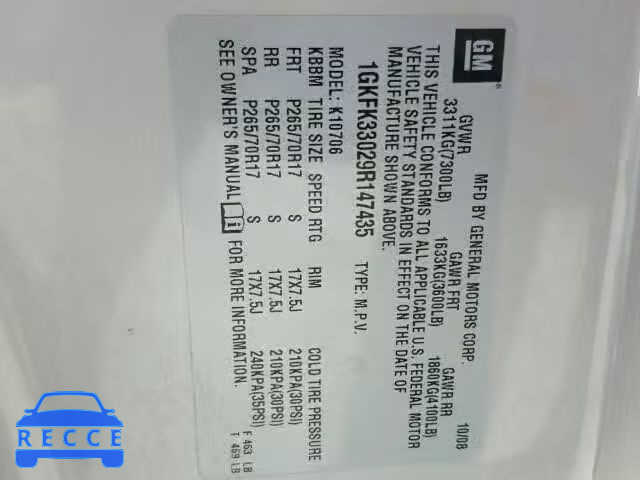 GM
MFD BY GENERAL MOTORS CORP. 10/08
GVWR GAWR FRT GAWR RR
3311KG(7300LB) 1633KG(3600LB) 1860KG(4100LB)
THIS VEHICLE CONFORMS TO ALL APPLICABLE U.S. FEDERAL MOTOR
VEHICLE SAFETY STANDARDS IN EFFECT ON THE DATE OF
MANUFACTURE SHOWN ABOVE.
1GKFK33029R147435 TYPE: M.P.V.
MODEL: K10706
KBBM TIRE SIZE SPEED RTG RIM COLD TIRE PRESSURE
FRT P265/70R17 S 17X7.5J 210KPA(30PSI)
RR P265/70R17 S 17X7.5J 210KPA(30PSI)
SPA P265/70R17 S 17X7.5J 240KPA(35PSI)
SEE OWNER'S MANUAL i FOR MORE INFORMATION.
F 463 LB
T 469 LB
RECCE